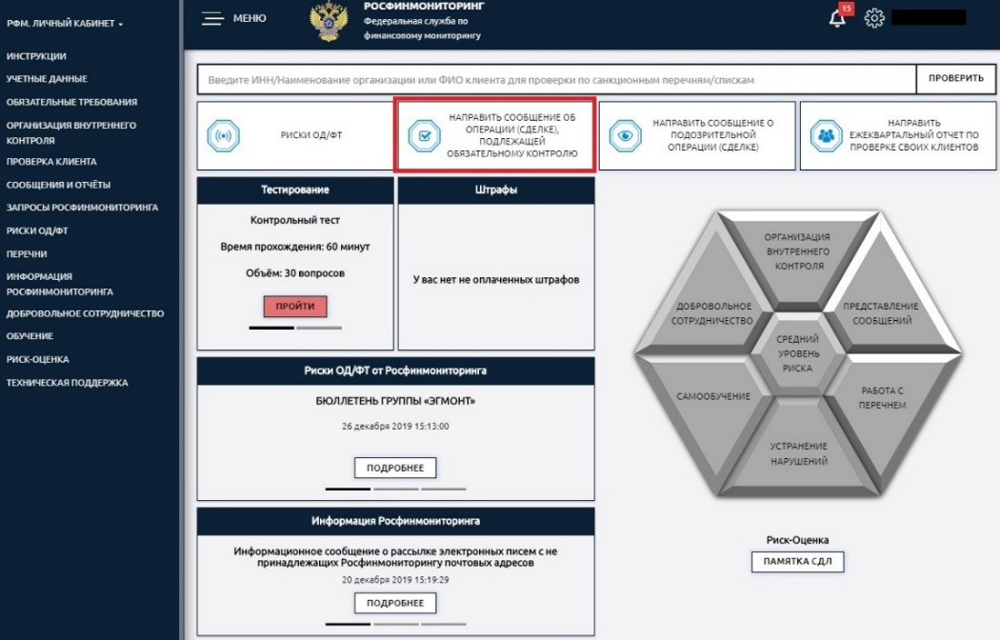 РФМ. ЛИЧНЫЙ КАБИНЕТ
ИНСТРУКЦИИ
УЧЕТНЫЕ ДАННЫЕ
ОБЯЗАТЕЛЬНЫЕ ТРЕБОВАНИЯ
ОРГАНИЗАЦИЯ ВНУТРЕННЕГО
КОНТРОЛЯ
ПРОВЕРКА КЛИЕНТА
СООБЩЕНИЯ И ОТЧЁТЫ
ЗАПРОСЫ РОСФИНМОНИТОРИНГА
РИСКИ ОД/ФТ
ПЕРЕЧНИ
ИНФОРМАЦИЯ
РОСФИНМОНИТОРИНГА
ДОБРОВОЛЬНОЕ СОТРУДНИЧЕСТВО
ОБУЧЕНИЕ
РИСК-ОЦЕНКА
ТЕХНИЧЕСКАЯ ПОДДЕРЖКА
МЕНЮ
РОСФИНМОНИТОРИНГ
Федеральная служба по
финансовому мониторингу
15
Введите ИНН/Наименование организации или ФИО клиента для проверки по санкционным перечням/спискам
ПРОВЕРИТЬ
РИСКИ ОД/ФТ
НАПРАВИТЬ СООБЩЕНИЕ ОБ
ОПЕРАЦИИ (СДЕЛКЕ),
ПОДЛЕЖАЩЕЙ
ОБЯЗАТЕЛЬНОМУ КОНТРОЛЮ
НАПРАВИТЬ СООБЩЕНИЕ О
ПОДОЗРИТЕЛЬНОЙ
ОПЕРАЦИИ (СДЕЛКЕ)
НАПРАВИТЬ
ЕЖЕКВАРТАЛЬНЫЙ ОТЧЕТ ПО
ПРОВЕРКЕ СВОИХ КЛИЕНТОВ
Тестирование
Контрольный тест
Время прохождения: 60 минут
Объём: 30 вопросов
ПРОЙТИ
Штрафы
У вас нет не оплаченных штрафов
Риски ОД/ФТ от Росфинмониторинга
БЮЛЛЕТЕНЬ ГРУППЫ «ЭГМОНТ»
26 декабря 2019 15:13:00
ПОДРОБНЕЕ
Информация Росфинмониторинга
Информационное сообщение о рассылке электронных писем с не
принадлежащих Росфинмониторингу почтовых адресов
20 декабря 2019 15:19:29
ПОДРОБНЕЕ
ОРГАНИЗАЦИЯ
ВНУТРЕННЕГО
КОНТРОЛЯ
ДОБРОВОЛЬНОЕ
СОТРУДНИЧЕСТВО
ПРЕДСТАВЛЕНИЕ
СООБЩЕНИЙ
СРЕДНИЙ
УРОВЕНЬ
РИСКА
САМООБУЧЕНИЕ
РАБОТА С
ПЕРЕЧНЕМ
УСТРАНЕНИЕ
НАРУШЕНИЙ
Риск-Оценка
ПАМЯТКА СДЛ